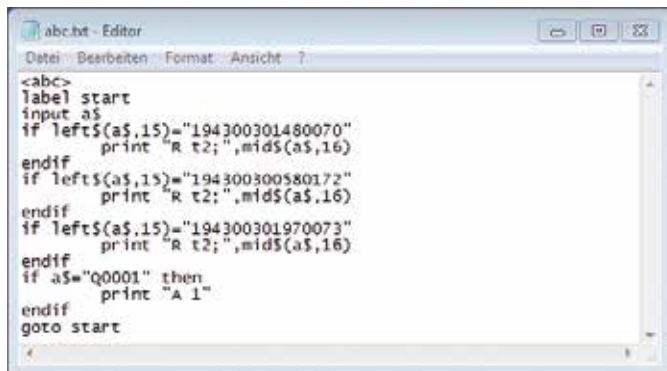 abc.txt - Editor
Datei Bearbeiten Format Ansicht ?
<abc>
label start
input a$
if left$(a$,15)="194300301480070"
print "R t2;",mid$(a$,16)
endif
if left$(a$,15)="194300300580172"
print "R t2;",mid$(a$,16)
endif
if left$(a$,15)="194300301970073"
print "R t2;",mid$(a$,16)
endif
if a$="Q0001" then
print "A 1"
endif
goto start